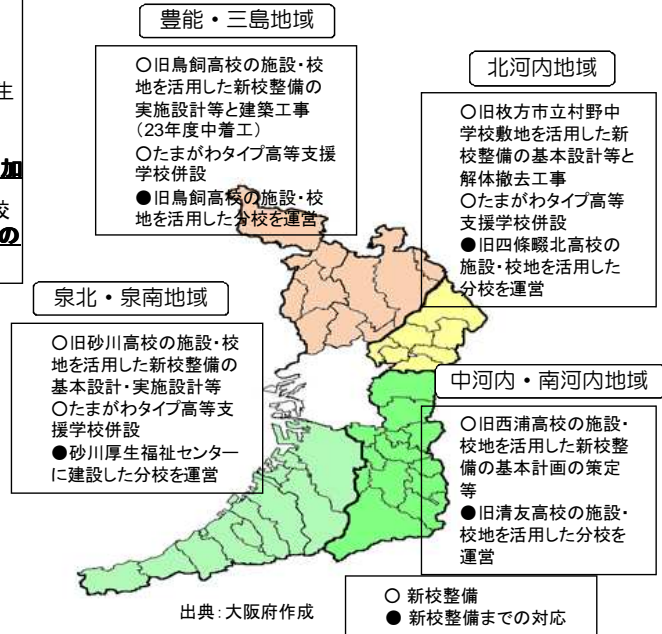 生
加
校
の
豊能・三島地域
○旧鳥飼高校の施設・校
地を活用した新校整備の
実施設計等と建築工事
（23年度中着工）
○たまがわタイプ高等支援
学校併設
●旧鳥飼高校の施設・校
地を活用した分校を運営
北河内地域
○旧枚方市立村野中
学校敷地を活用した新
校整備の基本設計等と
解体撤去工事
○たまがわタイプ高等
支援学校併設
●旧四條畷北高校の
施設・校地を活用した
分校を運営
泉北・泉南地域
○旧砂川高校の施設・校
地を活用した新校整備の
基本設計・実施設計等
○たまがわタイプ高等支
援学校併設
●砂川厚生福祉センター
に建設した分校を運営
中河内・南河内地域
○旧西浦高校の施設・
校地を活用した新校整
備の基本計画の策定
等
●旧清友高校の施設・
校地を活用した分校を
運営
出典：大阪府作成
○ 新校整備
● 新校整備までの対応